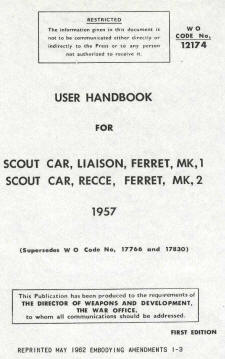 RESTRICTED
The information given in this document is
not to be communicated either directly or
indirectly to the Press or to any person
not authorized to receive it.
W O
CODE No.
12174
USER HANDBOOK
FOR
SCOUT CAR, LIAISON, FERRET, MK,1
SCOUT CAR, RECCE, FERRET, MK,2
1957
(Supersedes W O Code No, 17766 and 17830)
This Publication has been produced to the requirements of
THE DIRECTOR OF WEAPONS AND DEVELOPMENT,
THE WAR OFFICE,
to whom all communications should be addressed.
FIRST EDITION
REPRINTED MAY 1962 EMBODYING AMENDMENTS 1-3